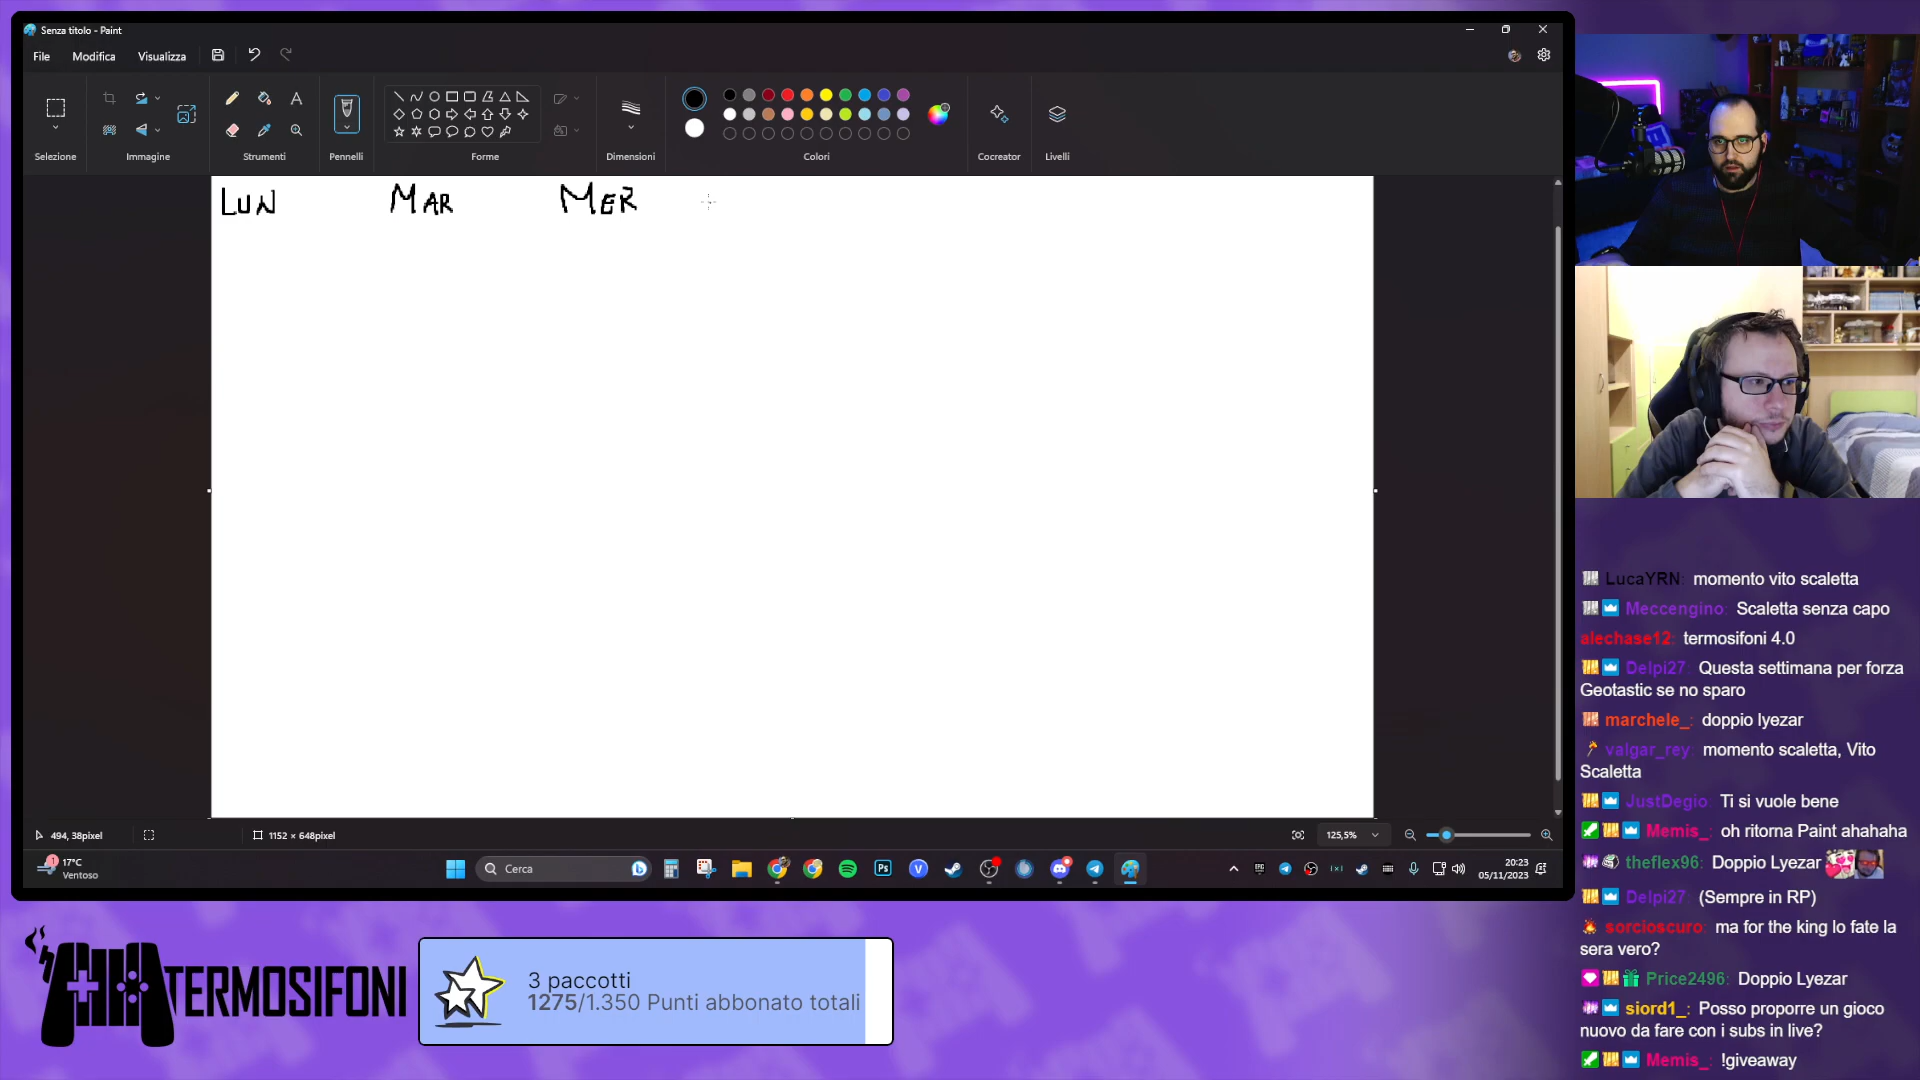 Senza titolo - Paint
File Modifica Visualizza
Selezione Immagine Strumenti Pennelli Forme Dimensioni Colori Cocreator Livelli
LUN MAR MER
494, 38pixel 1152 × 648pixel 125,5%
17°C
Ventoso
Cerca
20:23
05/11/2023
LucaYRN: momento vito scaletta
Meccengino: Scaletta senza capo
alechase12: termosifoni 4.0
Delpi27: Questa settimana per forza
Geotastic se no sparo
marchele_: doppio lyezar
valgar_rey: momento scaletta, Vito
Scaletta
JustDegio: Ti si vuole bene
Memis_: oh ritorna Paint ahahaha
theflex96: Doppio Lyezar
Delpi27: (Sempre in RP)
sorcioscuro: ma for the king lo fate la
sera vero?
Price2496: Doppio Lyezar
siord1_: Posso proporre un gioco
nuovo da fare con i subs in live?
Memis_: !giveaway
TERMOSIFONI
3 paccotti
1275/1.350 Punti abbonato totali